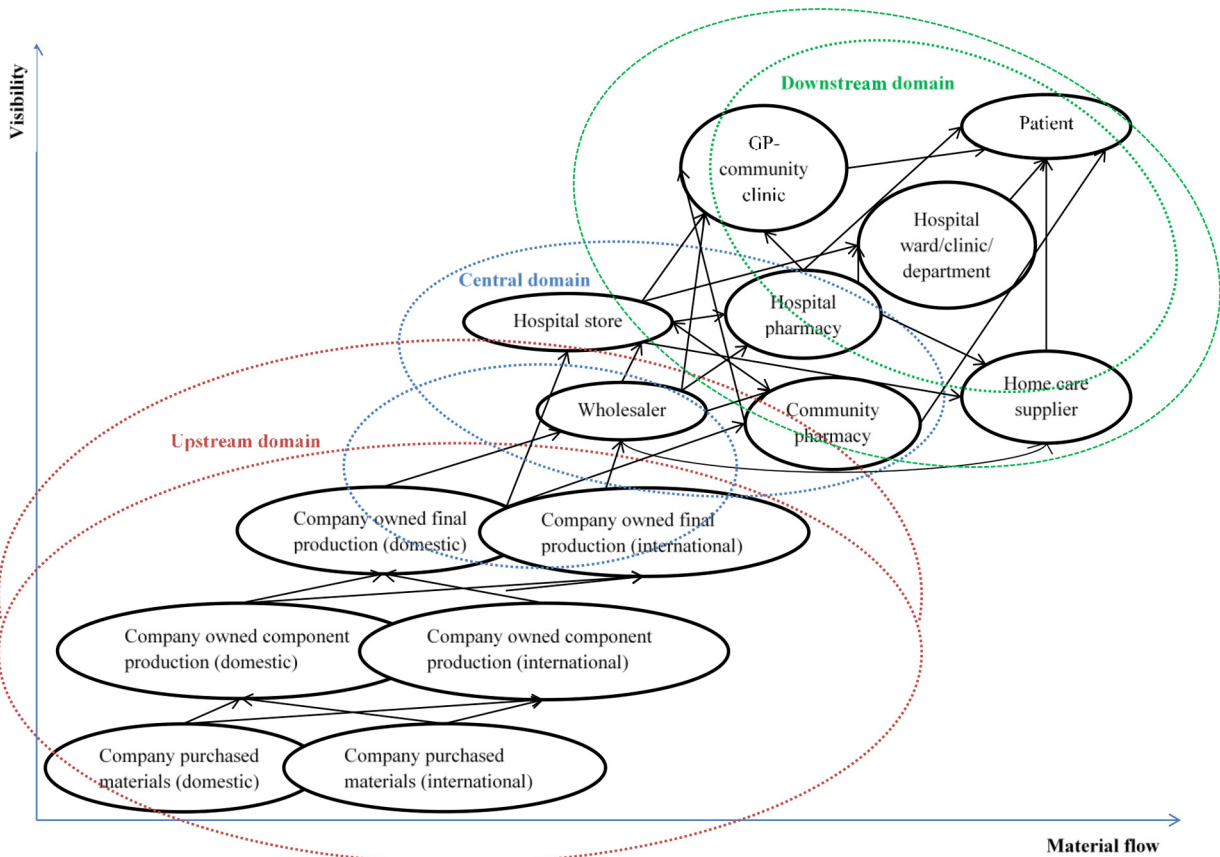 Visibility
Downstream domain
Patient
GP-
community
clinic
Hospital
ward/clinic/
department
Central domain
Hospital store
Hospital
pharmacy
Home care
supplier
Wholesaler
Community
pharmacy
Upstream domain
Company owned final
production (domestic)
Company owned final
production (international)
Company owned component
production (domestic)
Company owned component
production (international)
Company purchased
materials (domestic)
Company purchased
materials (international)
Material flow